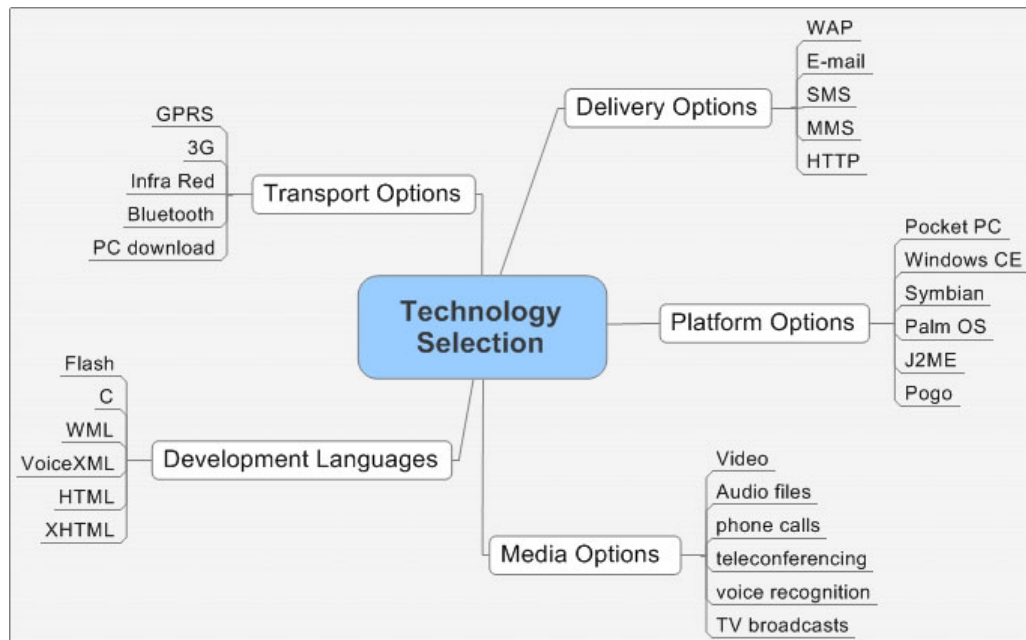 Technology
Selection
Delivery Options
WAP
E-mail
SMS
MMS
HTTP
Platform Options
Pocket PC
Windows CE
Symbian
Palm OS
J2ME
Pogo
Media Options
Video
Audio files
phone calls
teleconferencing
voice recognition
TV broadcasts
Development Languages
Flash
C
WML
VoiceXML
HTML
XHTML
Transport Options
GPRS
3G
Infra Red
Bluetooth
PC download